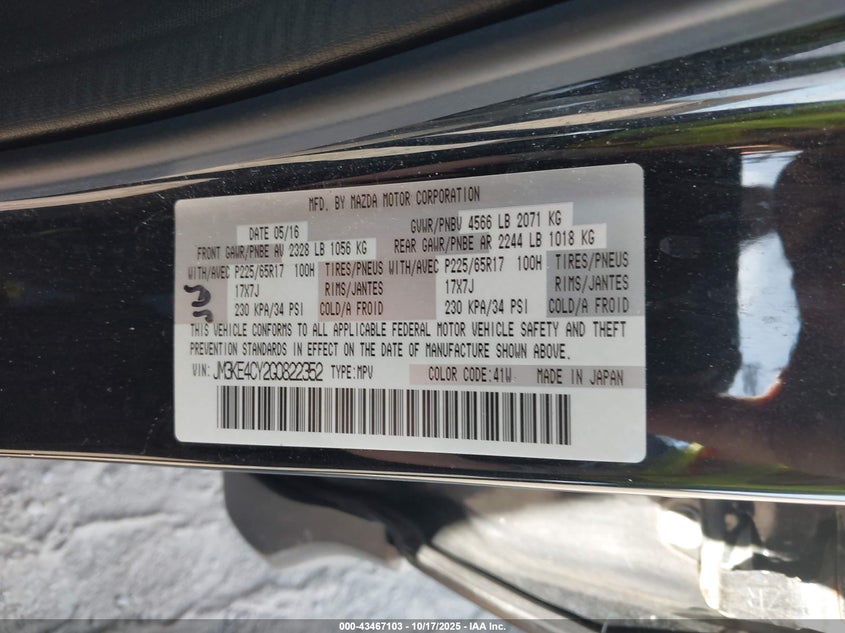 MFD. BY MAZDA MOTOR CORPORATION
DATE 05/16 GVWR/PNBV 4566 LB 2071 KG
FRONT GAWR/PNBE AV 2328 LB 1056 KG REAR GAWR/PNBE AR 2244 LB 1018 KG
WITH/AVEC P225/65R17 100H TIRES/PNEUS WITH/AVEC P225/65R17 100H TIRES/PNEUS
17X7J RIMS/JANTES 17X7J RIMS/JANTES
230 KPA/34 PSI COLD/A FROID 230 KPA/34 PSI COLD/A FROID
THIS VEHICLE CONFORMS TO ALL APPLICABLE FEDERAL MOTOR VEHICLE SAFETY AND THEFT
PREVENTION STANDARDS IN EFFECT ON THE DATE OF MANUFACTURE SHOWN ABOVE.
VIN: JM3KE4CY2G0822352 TYPE:MPV COLOR CODE:41W MADE IN JAPAN
000-43467103 - 10/17/2025 - IAA Inc.